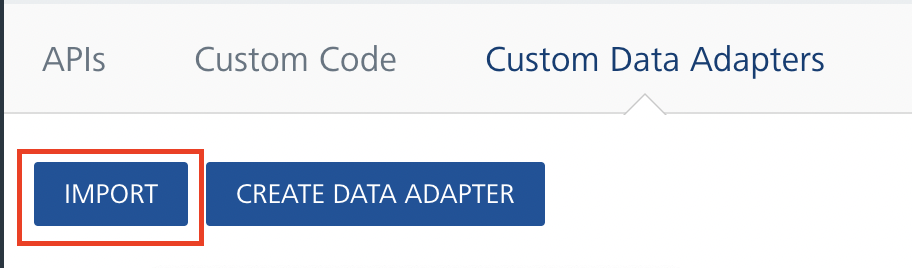 APIs Custom Code Custom Data Adapters
IMPORT CREATE DATA ADAPTER